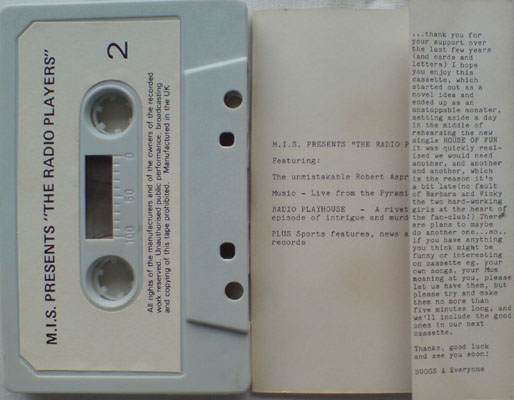 M.I.S. PRESENTS "THE RADIO PLAYERS"
2
All rights of the manufacturers and of the owners of the recorded
work reserved. Unauthorised public performance, broadcasting
and copying of this tape prohibited. Manufactured in the UK
100 50 0
M.I.S. PRESENTS "THE RADIO P
Featuring:
The unmistakable Robert Aspr
Music - Live from the Pyrami
RADIO PLAYHOUSE - A rivet
episode of intrigue and murd
PLUS Sports features, news a
records
...thank you for
your support over
the last few years
(and cards and
letters) I hope
you enjoy this
cassette, which
started out as a
novel idea and
ended up as an
unstoppable monster,
setting aside a day
in the middle of
rehearsing the new
single HOUSE OF FUN
it was quickly real-
ised we would need
another, and another
and another, which
is the reason it's
a bit late(no fault
of Barbara and Vicky
the two hard-working
girls at the heart of
the fan-club!) There
are plans to maybe
do another one...so..
if you have anything
you think might be
funny or interesting
on cassette eg. your
own songs, your Mum
moaning at you, please
let us have them, but
please try and make
them no more than
five minutes long, and
we'll include the good
ones in our next
cassette.
Thanks, good luck
and see you soon!
SUGGS & Everyone